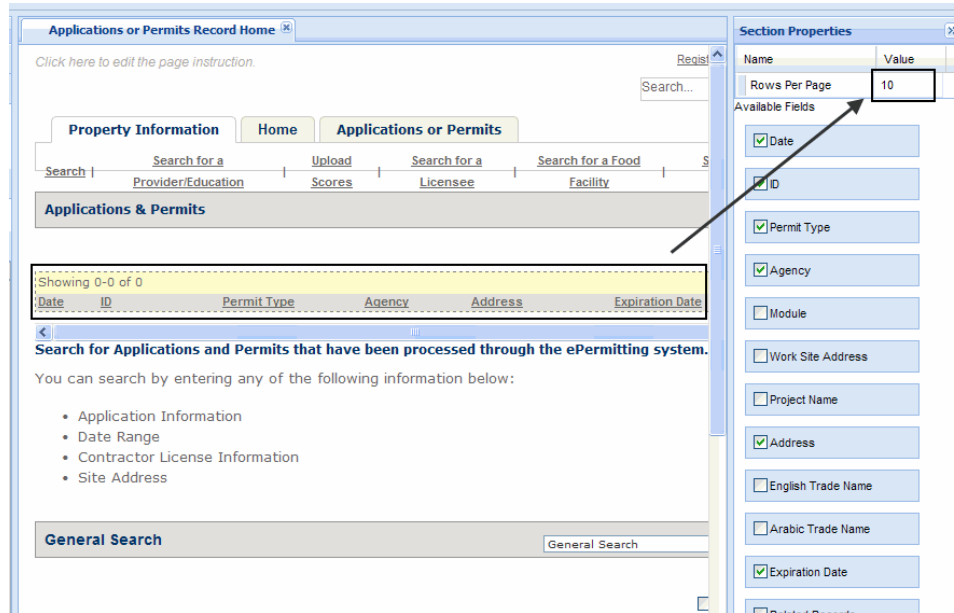 Applications or Permits Record Home
Click here to edit the page instruction.
Regist
Search...
Property Information Home Applications or Permits
Search | Search for a Provider/Education | Upload Scores | Search for a Licensee | Search for a Food Facility | S
Applications & Permits
Showing 0-0 of 0
Date ID Permit Type Agency Address Expiration Date
Search for Applications and Permits that have been processed through the ePermitting system.
You can search by entering any of the following information below:
• Application Information
• Date Range
• Contractor License Information
• Site Address
General Search
General Search
Section Properties
Name Value
Rows Per Page 10
Available Fields
Date
ID
Permit Type
Agency
Module
Work Site Address
Project Name
Address
English Trade Name
Arabic Trade Name
Expiration Date
Related Records